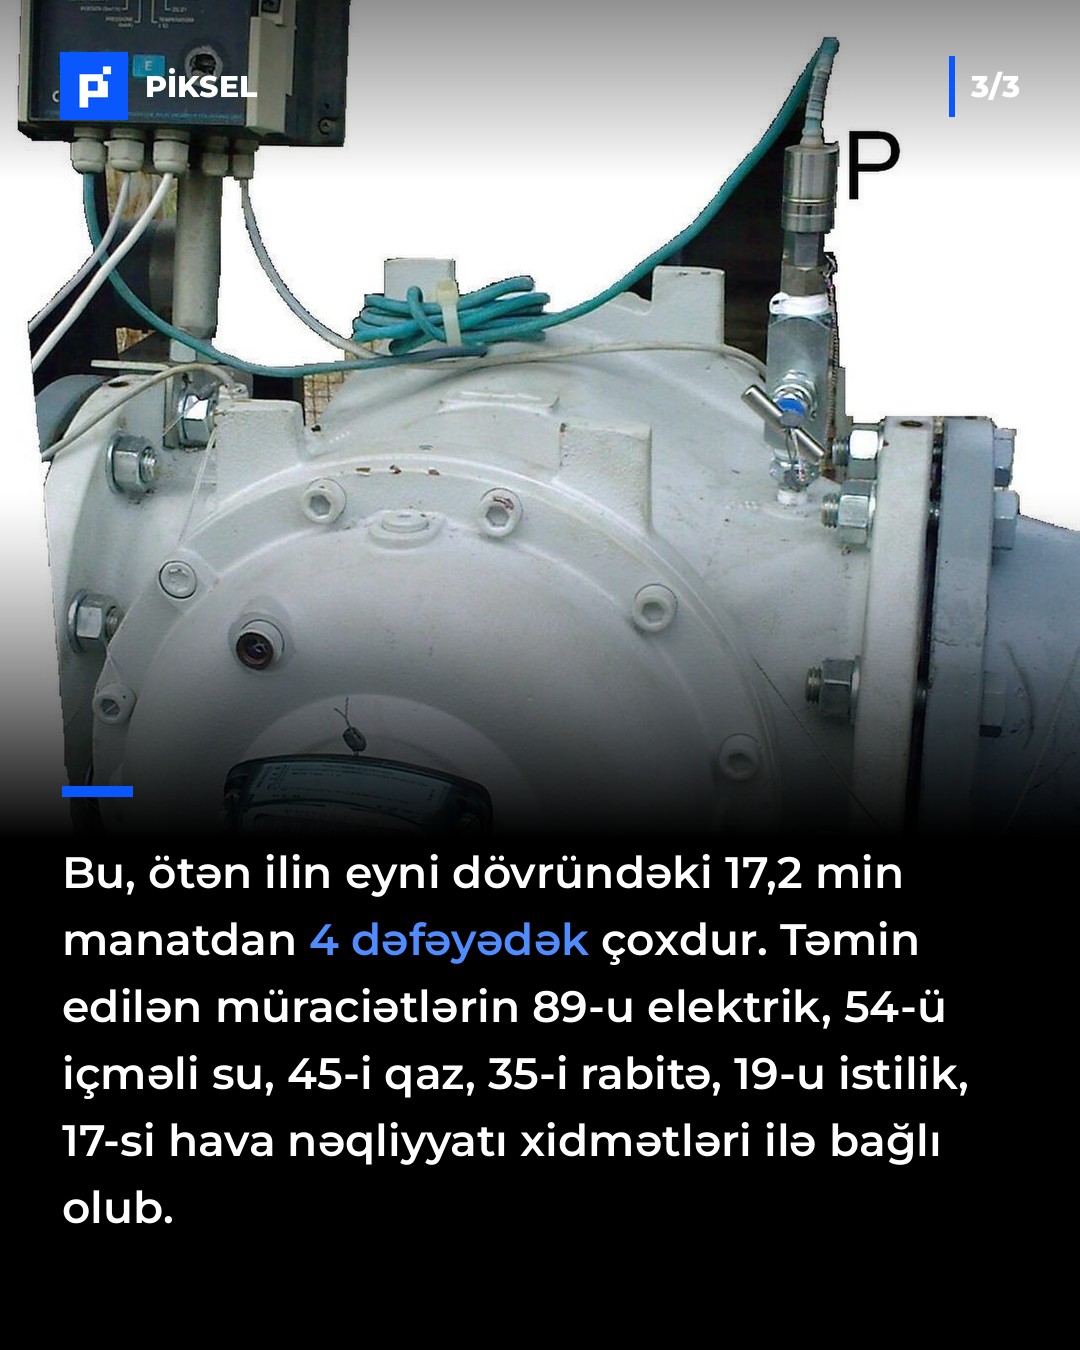 PİKSEL
3/3
E
P
Bu, ötən ilin eyni dövründəki 17,2 min
manatdan 4 dəfəyədək çoxdur. Təmin
edilən müraciətlərin 89-u elektrik, 54-ü
içməli su, 45-i qaz, 35-i rabitə, 19-u istilik,
17-si hava nəqliyyatı xidmətləri ilə bağlı
olub.